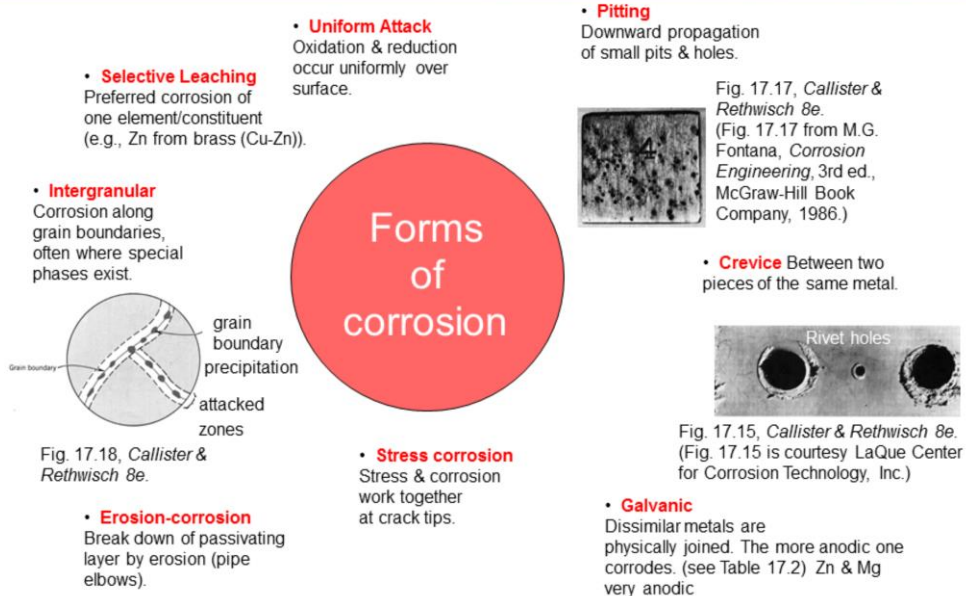 • Uniform Attack
Oxidation & reduction
occur uniformly over
surface.
• Selective Leaching
Preferred corrosion of
one element/constituent
(e.g., Zn from brass (Cu-Zn)).
• Intergranular
Corrosion along
grain boundaries,
often where special
phases exist.
Grain boundary
grain
boundary
precipitation
attacked
zones
Fig. 17.18, Callister &
Rethwisch 8e.
• Erosion-corrosion
Break down of passivating
layer by erosion (pipe
elbows).
Forms
of
corrosion
• Stress corrosion
Stress & corrosion
work together
at crack tips.
• Pitting
Downward propagation
of small pits & holes.
4
Fig. 17.17, Callister &
Rethwisch 8e.
(Fig. 17.17 from M.G.
Fontana, Corrosion
Engineering, 3rd ed.,
McGraw-Hill Book
Company, 1986.)
• Crevice Between two
pieces of the same metal.
Rivet holes
Fig. 17.15, Callister & Rethwisch 8e.
(Fig. 17.15 is courtesy LaQue Center
for Corrosion Technology, Inc.)
• Galvanic
Dissimilar metals are
physically joined. The more anodic one
corrodes. (see Table 17.2) Zn & Mg
very anodic